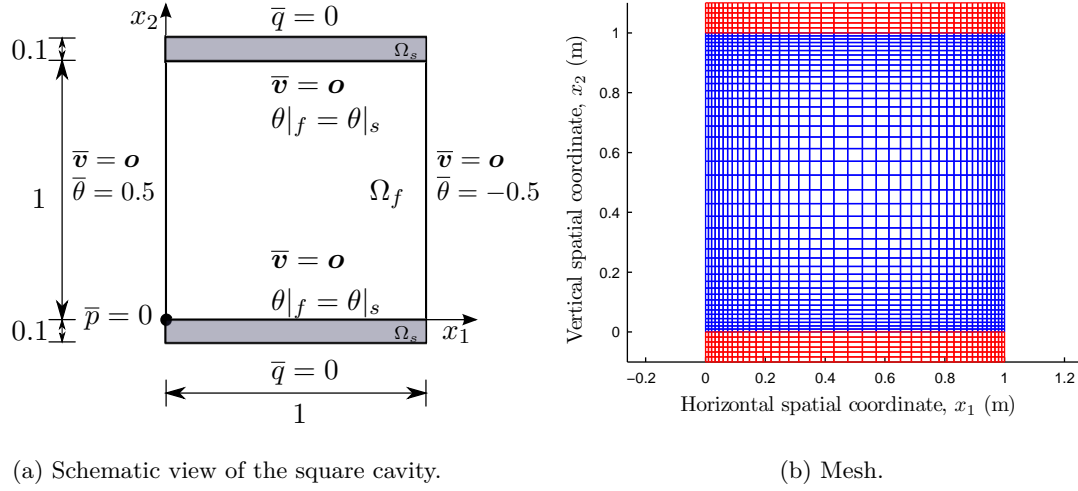 x₂
q̄ = 0
0.1
Ωₛ
v̄ = o
θ|f = θ|s
v̄ = o
θ̄ = 0.5
1
Ωf
v̄ = o
θ̄ = −0.5
v̄ = o
θ|f = θ|s
p̄ = 0
x₁
0.1
Ωₛ
q̄ = 0
1
(a) Schematic view of the square cavity.
Vertical spatial coordinate, x₂ (m)
1
0.8
0.6
0.4
0.2
0
−0.2 0 0.2 0.4 0.6 0.8 1 1.2
Horizontal spatial coordinate, x₁ (m)
(b) Mesh.